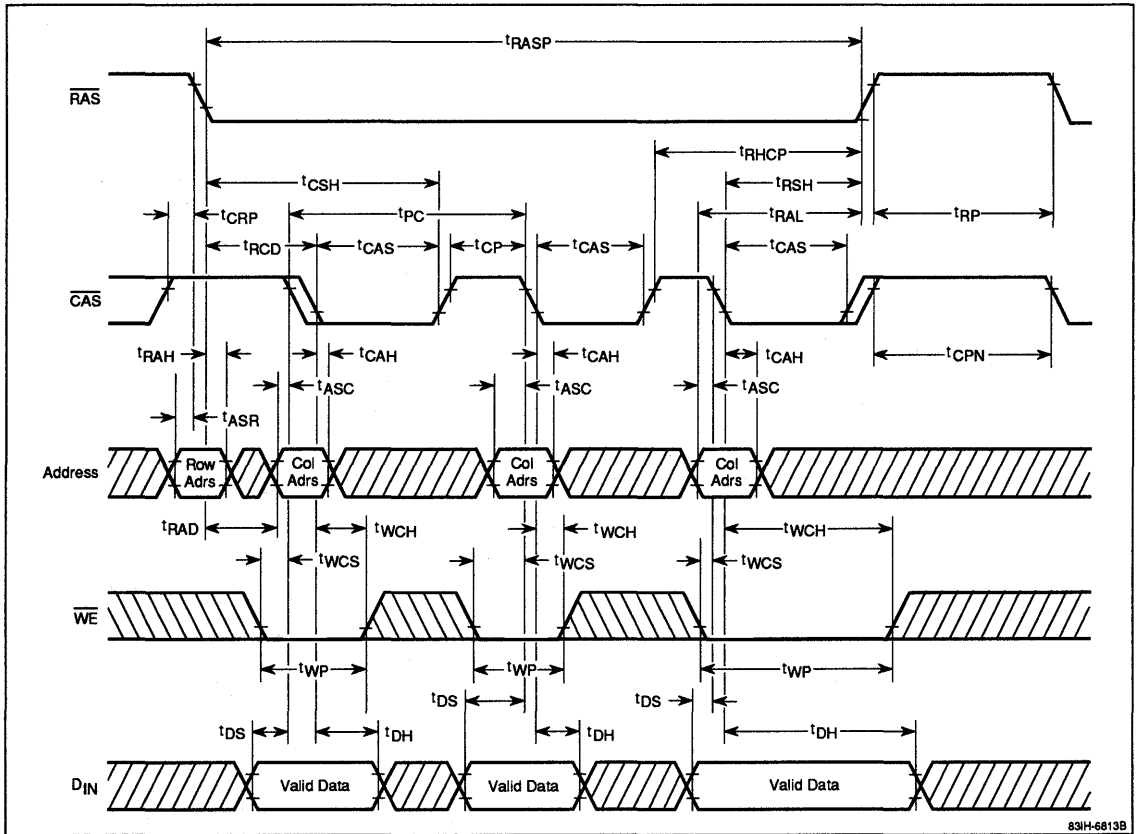 tRASP
RAS
tRHCP
tCSH
tRSH
tCRP
tPC
tRAL
tRP
tRCD
tCAS
tCP
tCAS
tCAS
CAS
tRAH
tCAH
tCAH
tCAH
tCPN
tASC
tASC
tASC
tASR
Address
Row
Adrs
Col
Adrs
Col
Adrs
Col
Adrs
tRAD
tWCH
tWCH
tWCH
tWCS
tWCS
tWCS
WE
tWP
tWP
tWP
tDS
tDS
tDS
tDH
tDH
tDH
DIN
Valid Data
Valid Data
Valid Data
83IH-6813B